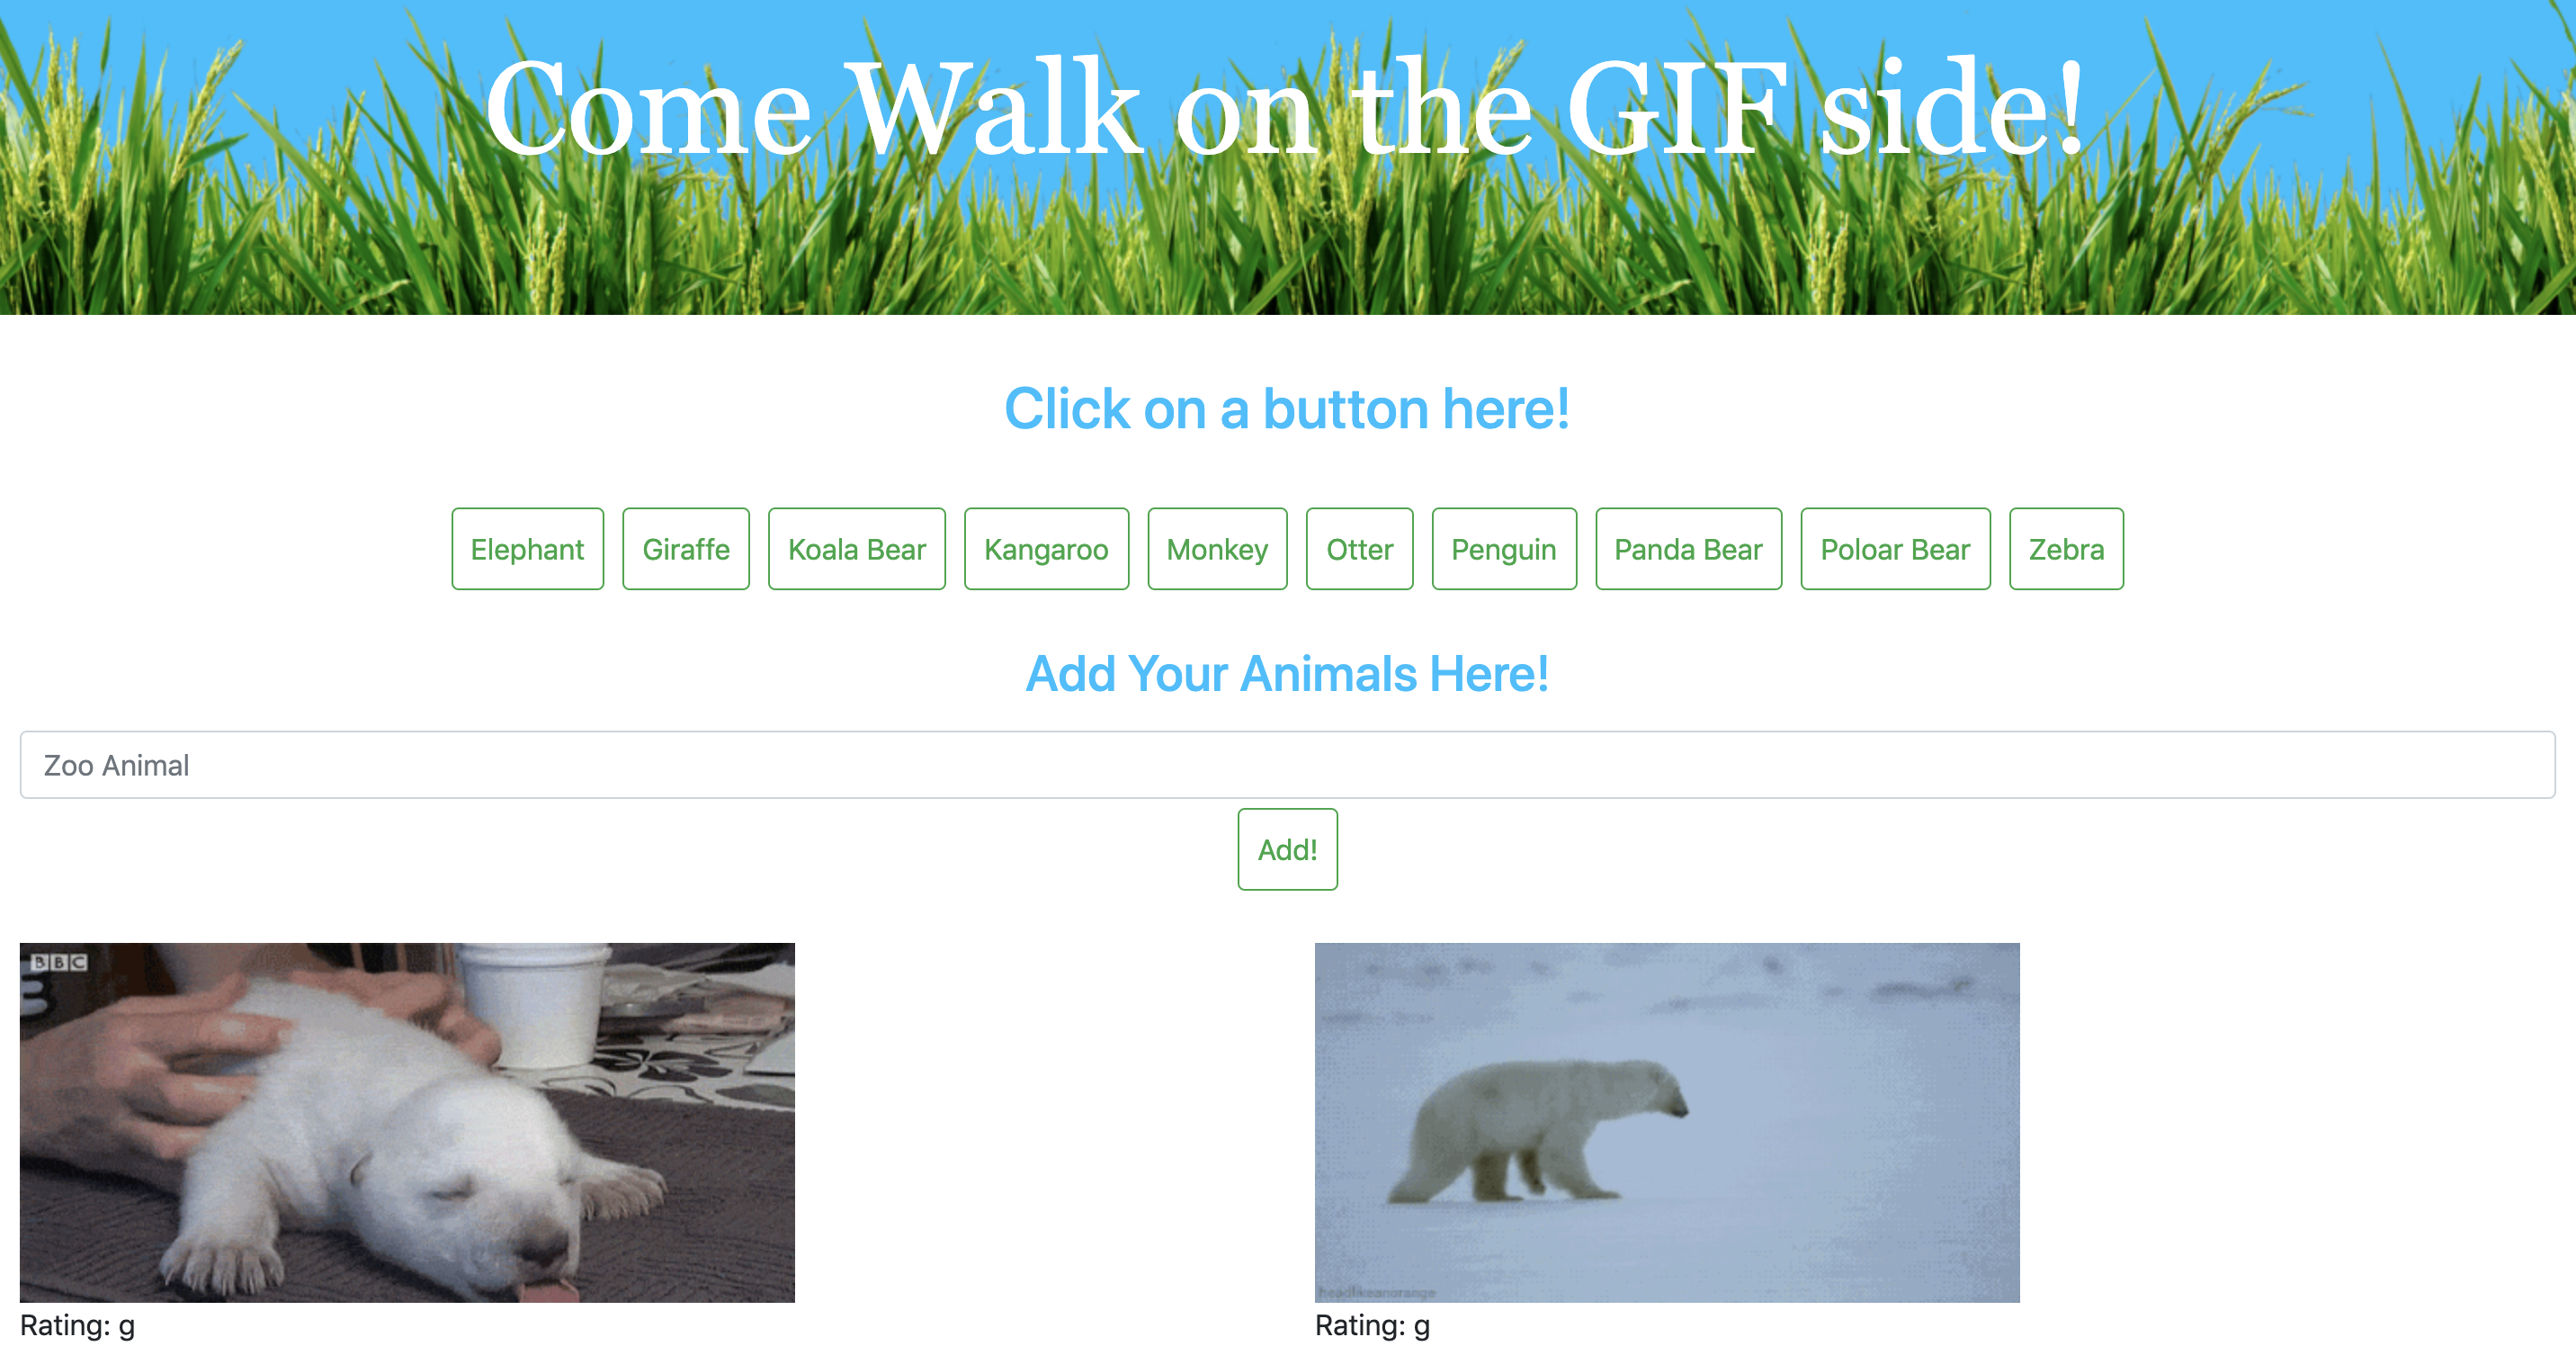 Come Walk on the GIF side!
Click on a button here!
Elephant Giraffe Koala Bear Kangaroo Monkey Otter Penguin Panda Bear Poloar Bear Zebra
Add Your Animals Here!
Zoo Animal
Add!
BBC
headlikeanorange
Rating: g Rating: g